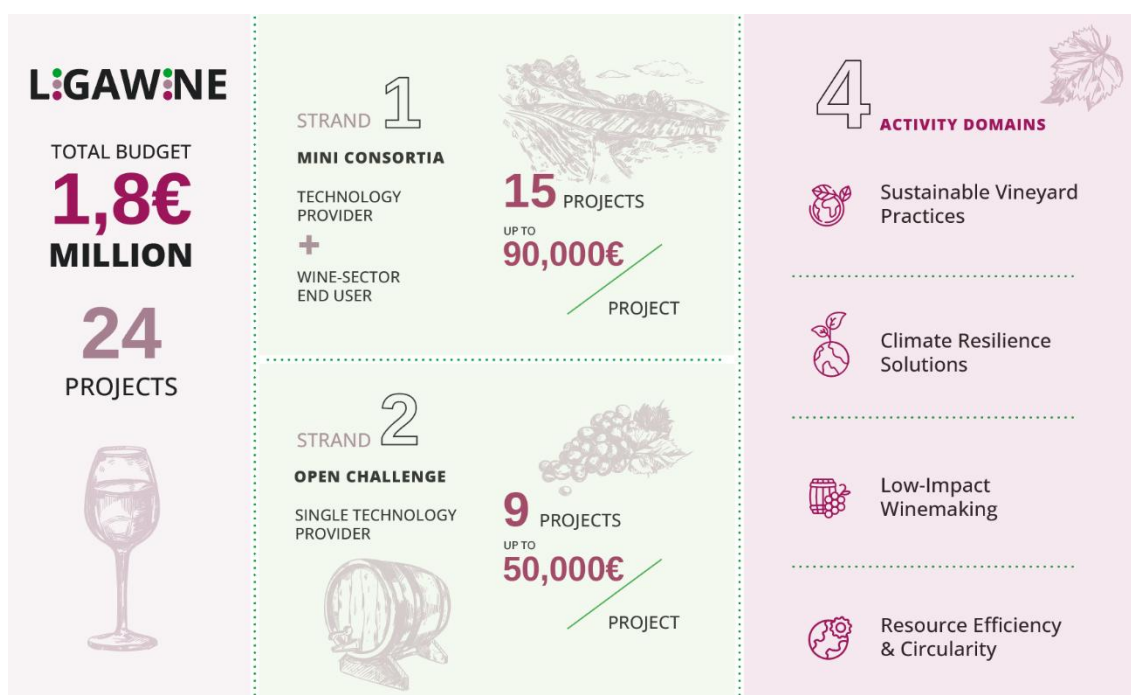 LIGAWINE
TOTAL BUDGET
1,8€
MILLION
24
PROJECTS
STRAND 1
MINI CONSORTIA
TECHNOLOGY
PROVIDER
+
WINE-SECTOR
END USER
15 PROJECTS
UP TO
90,000€
PROJECT
STRAND 2
OPEN CHALLENGE
SINGLE TECHNOLOGY
PROVIDER
9 PROJECTS
UP TO
50,000€
PROJECT
4 ACTIVITY DOMAINS
Sustainable Vineyard
Practices
Climate Resilience
Solutions
Low-Impact
Winemaking
Resource Efficiency
& Circularity